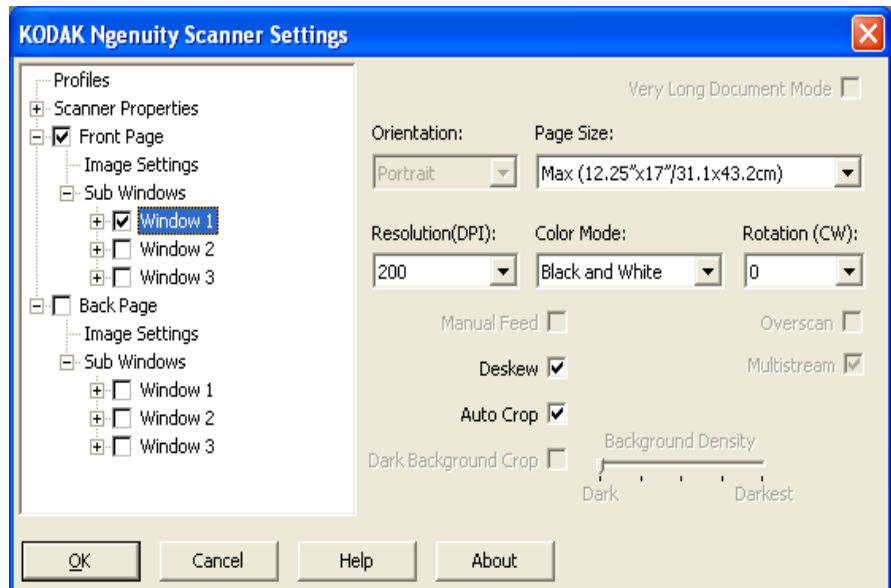 KODAK Ngenuity Scanner Settings
Profiles
Scanner Properties
Front Page
Image Settings
Sub Windows
Window 1
Window 2
Window 3
Back Page
Image Settings
Sub Windows
Window 1
Window 2
Window 3
Very Long Document Mode
Orientation:
Page Size:
Portrait
Max (12.25"x17"/31.1x43.2cm)
Resolution(DPI):
Color Mode:
Rotation (CW):
200
Black and White
0
Manual Feed
Overscan
Deskew
Multistream
Auto Crop
Dark Background Crop
Background Density
Dark
Darkest
OK
Cancel
Help
About